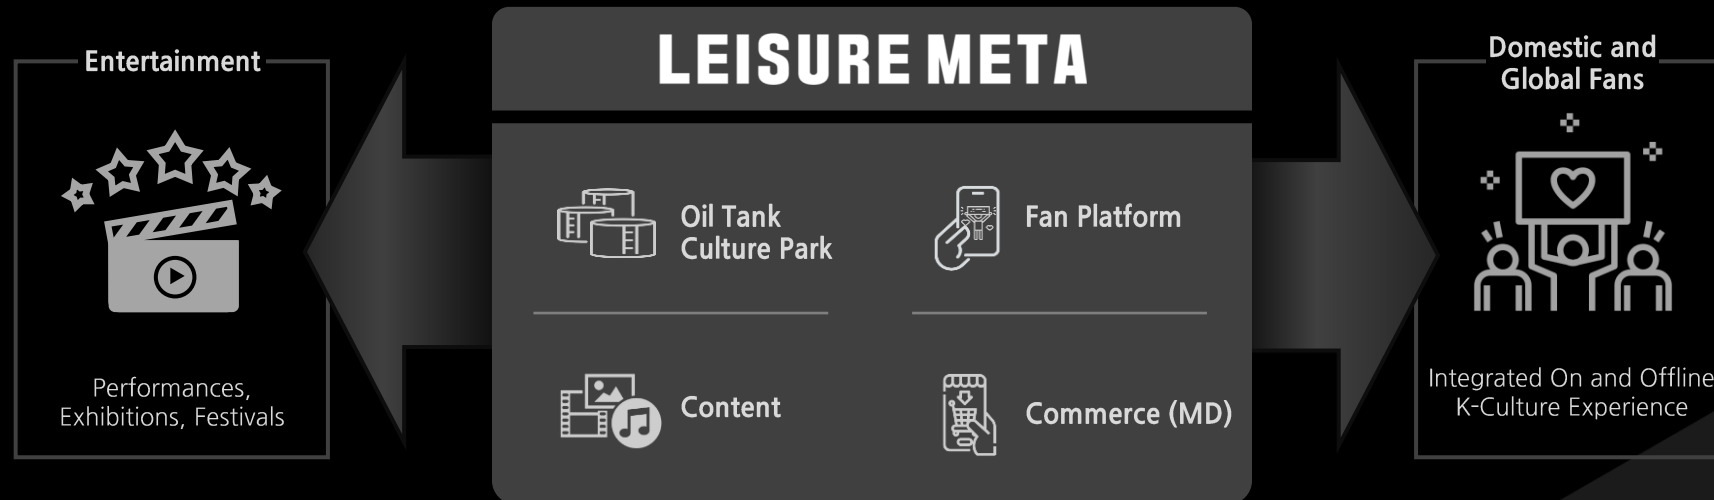 Entertainment
Performances,
Exhibitions, Festivals
LEISURE META
Oil Tank
Culture Park
Fan Platform
Content
Commerce (MD)
Domestic and
Global Fans
Integrated On and Offline
K-Culture Experience